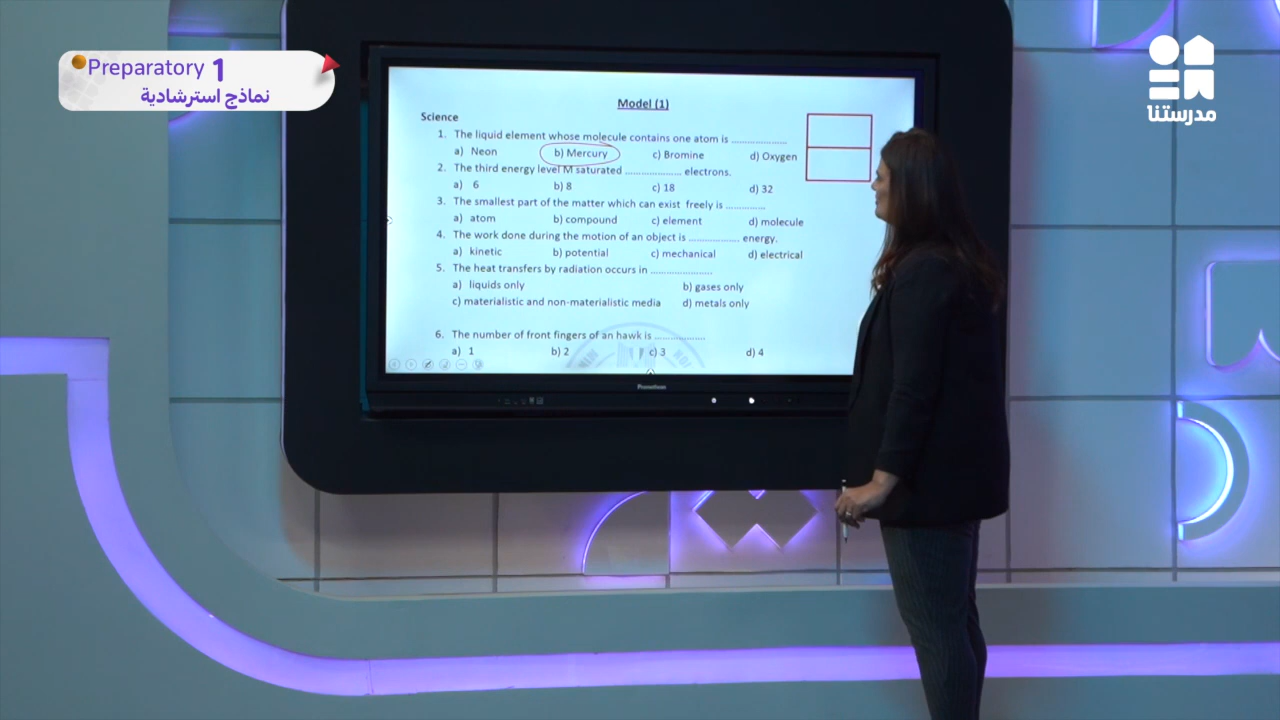 Preparatory 1
نماذج استرشادية
مدرستنا
Model (1)
Science
1. The liquid element whose molecule contains one atom is ....................
a) Neon b) Mercury c) Bromine d) Oxygen
2. The third energy level M saturated .................... electrons.
a) 6 b) 8 c) 18 d) 32
3. The smallest part of the matter which can exist freely is ..............
a) atom b) compound c) element d) molecule
4. The work done during the motion of an object is .................. energy.
a) kinetic b) potential c) mechanical d) electrical
5. The heat transfers by radiation occurs in ......................
a) liquids only b) gases only
c) materialistic and non-materialistic media d) metals only
6. The number of front fingers of an hawk is ..................
a) 1 b) 2 c) 3 d) 4
Promethean